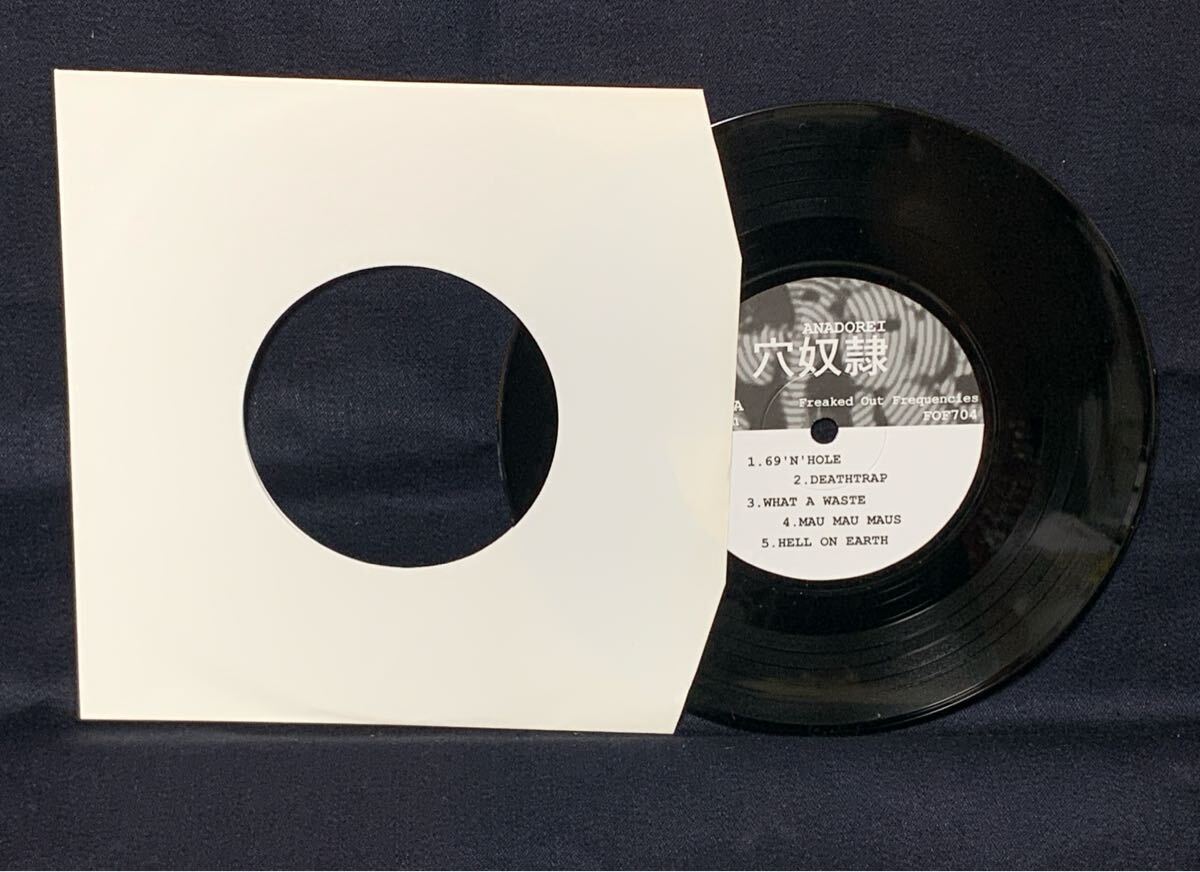 ANADOREI
穴奴隷
A Freaked Out Frequencies
FOF704
1.69'N'HOLE
2.DEATHTRAP
3.WHAT A WASTE
4.MAU MAU MAUS
5.HELL ON EARTH